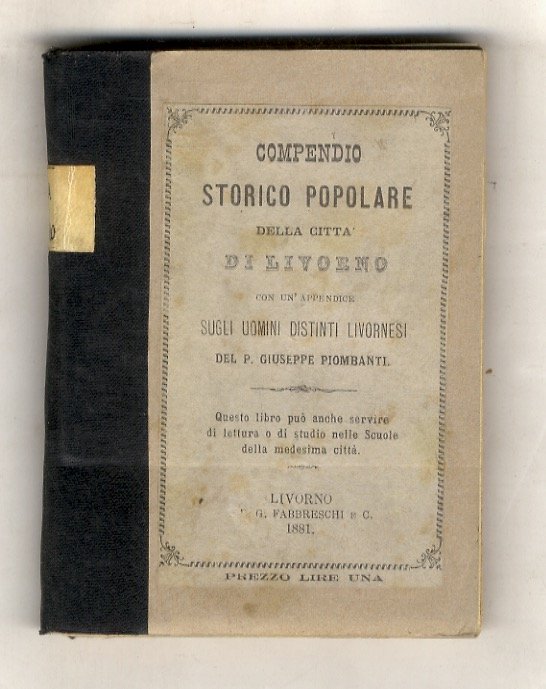 COMPENDIO
STORICO POPOLARE
DELLA CITTA'
DI LIVORNO
CON UN' APPENDICE
SUGLI UOMINI DISTINTI LIVORNESI
DEL P. GIUSEPPE PIOMBANTI.
Questo libro può anche servire
di lettura o di studio nelle Scuole
della medesima città.
LIVORNO
G. FABBRESCHI E C.
1881.
PREZZO LIRE UNA